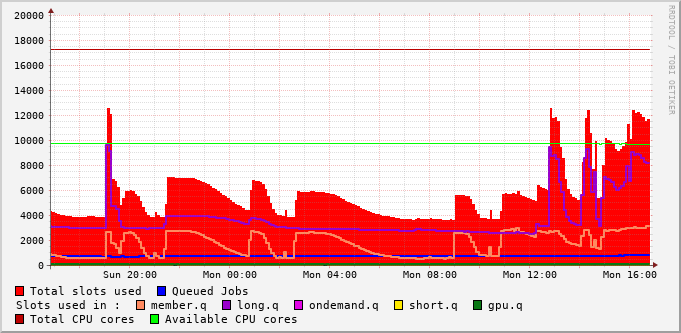 20000
18000
16000
14000
12000
10000
8000
6000
4000
2000
0
Sun 20:00 Mon 00:00 Mon 04:00 Mon 08:00 Mon 12:00 Mon 16:00
RRDTOOL / TOBI OETIKER
Total slots used Queued Jobs
Slots used in : member.q long.q ondemand.q short.q gpu.q
Total CPU cores Available CPU cores